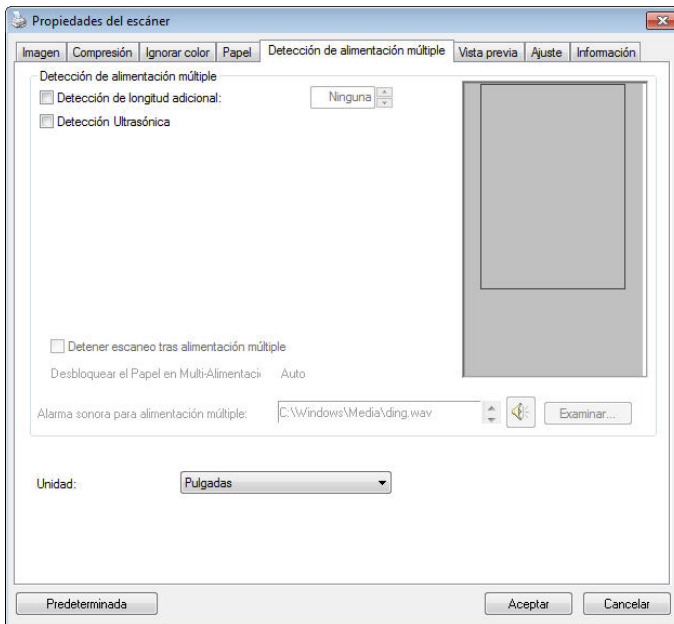 Propiedades del escáner
Imagen Compresión Ignorar color Papel Detección de alimentación múltiple Vista previa Ajuste Información
Detección de alimentación múltiple
Detección de longitud adicional: Ninguna
Detección Ultrasónica
Detener escaneo tras alimentación múltiple
Desbloquear el Papel en Multi-Alimentaci Auto
Alarma sonora para alimentación múltiple: C:\Windows\Media\ding.wav Examinar...
Unidad: Pulgadas
Predeterminada Aceptar Cancelar